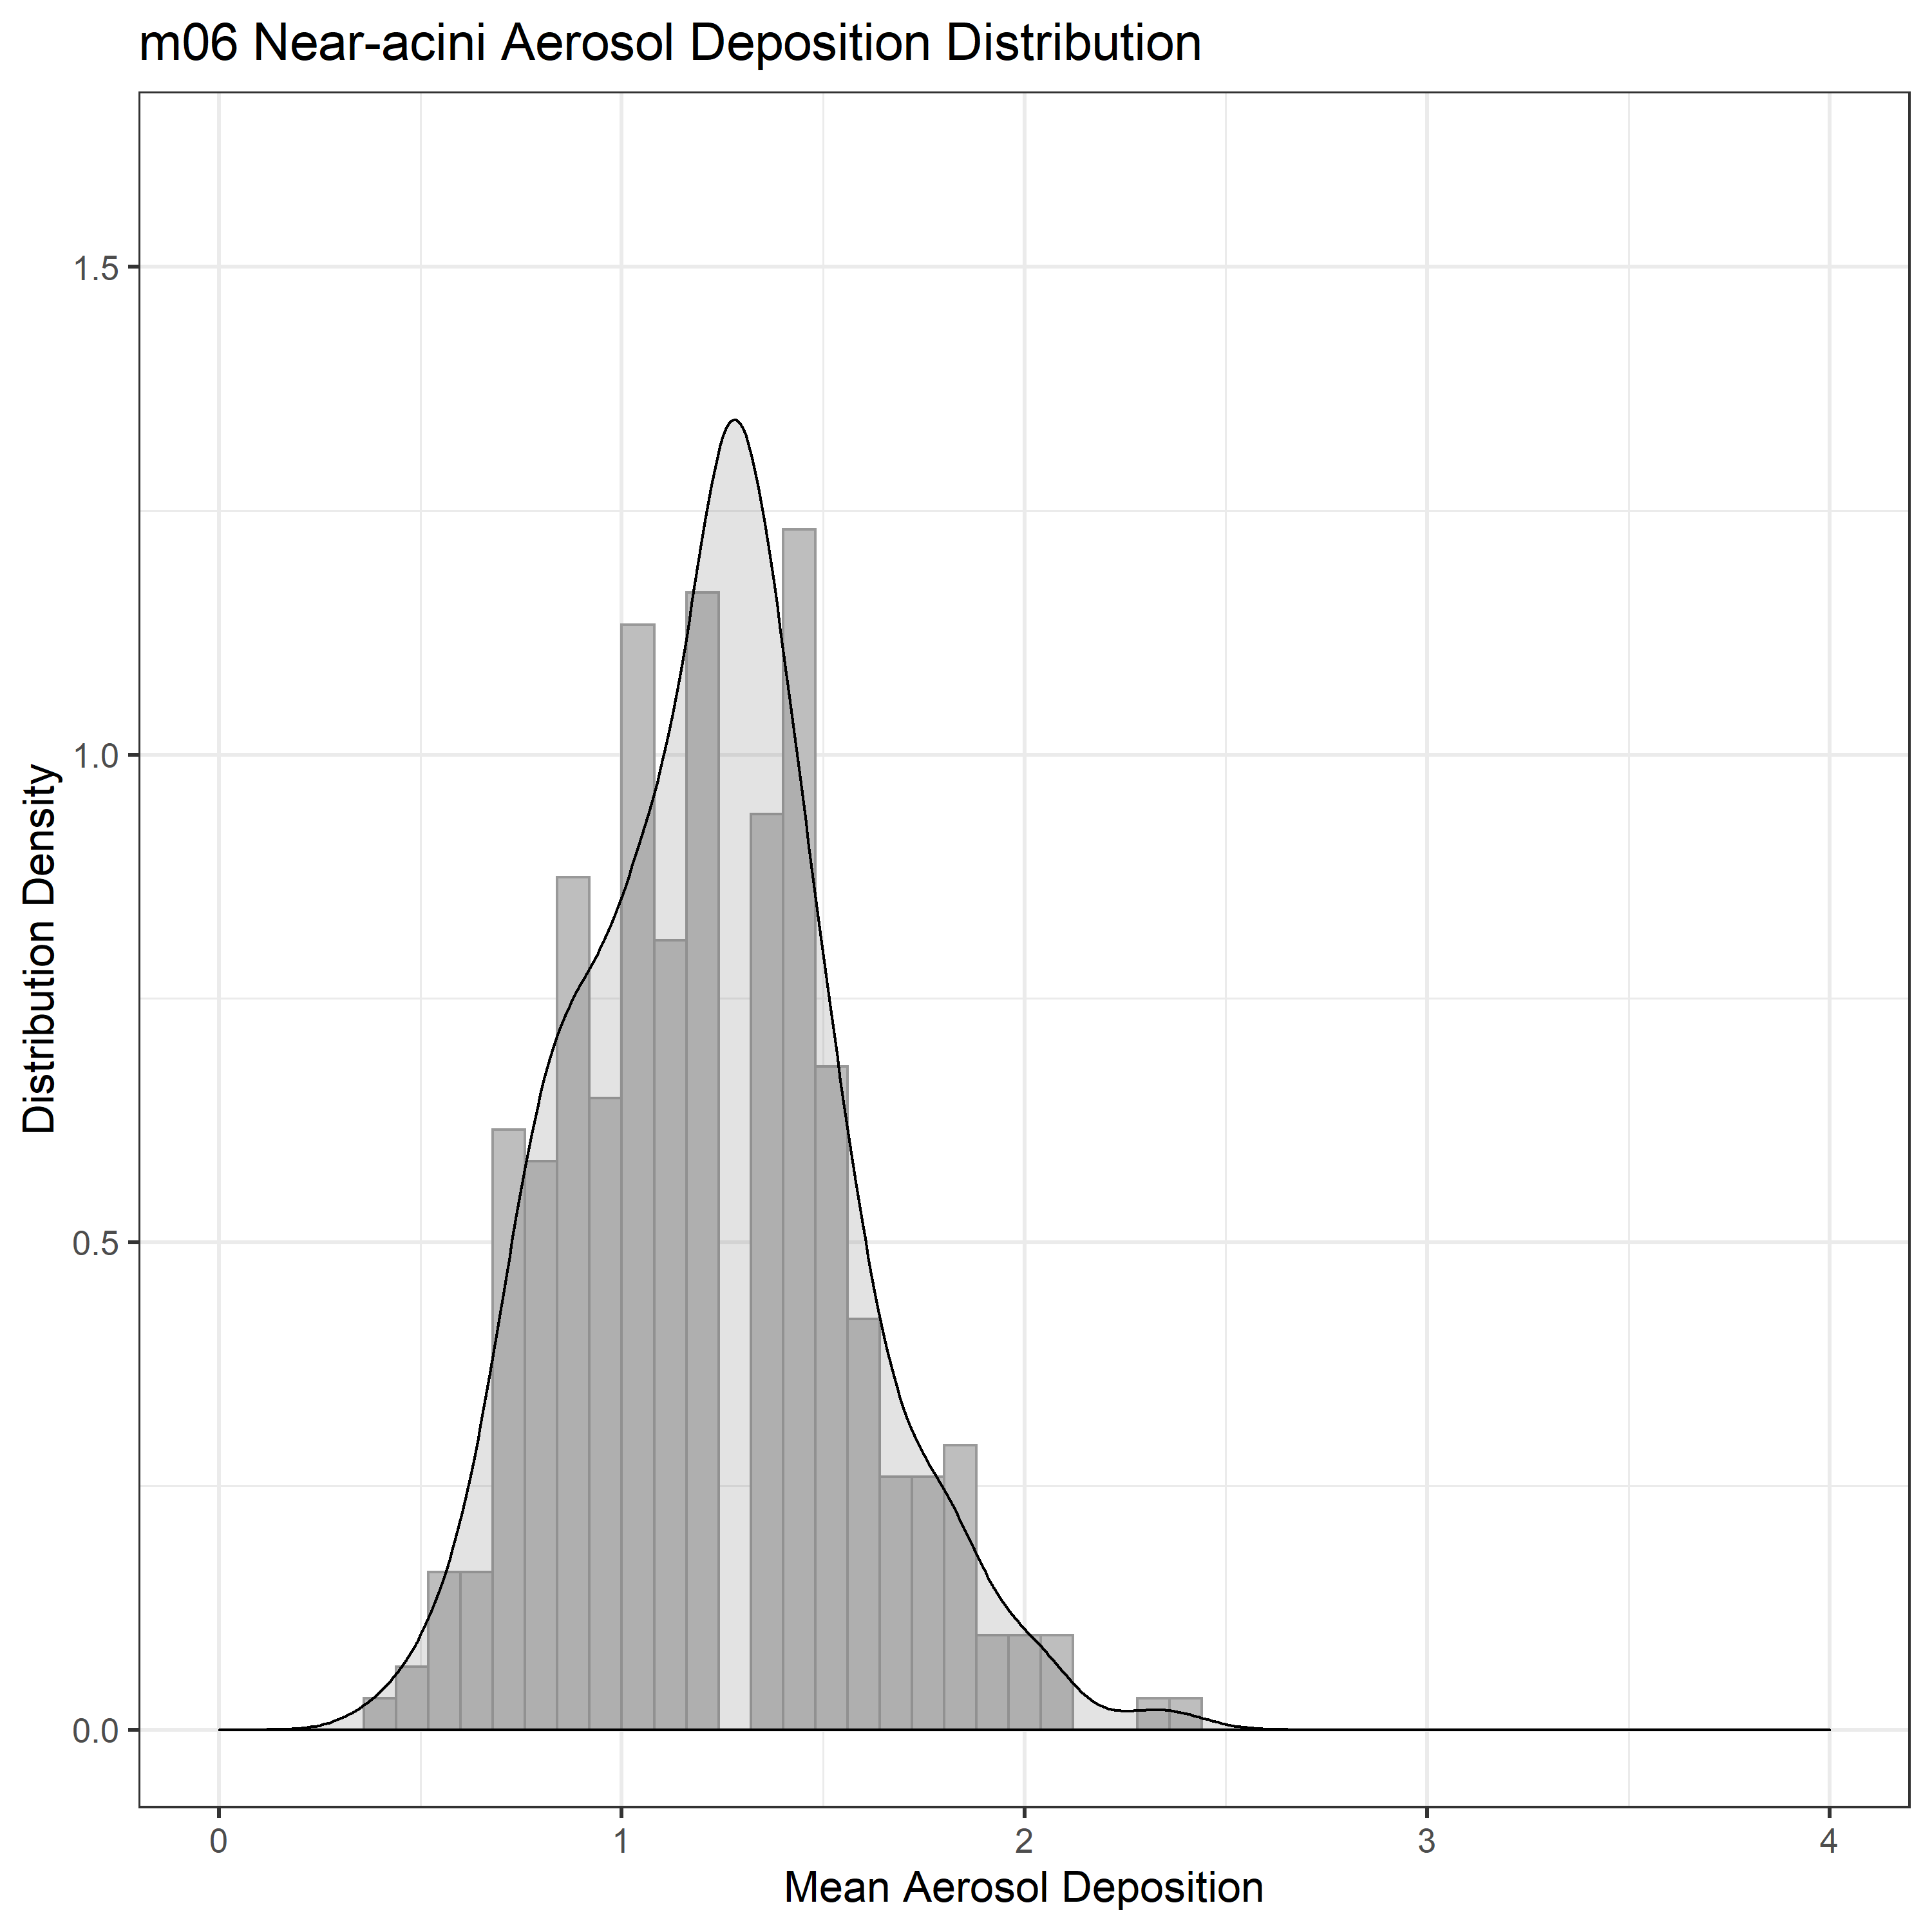 m06 Near-acini Aerosol Deposition Distribution
Distribution Density
1.5
1.0
0.5
0.0
0 1 2 3 4
Mean Aerosol Deposition